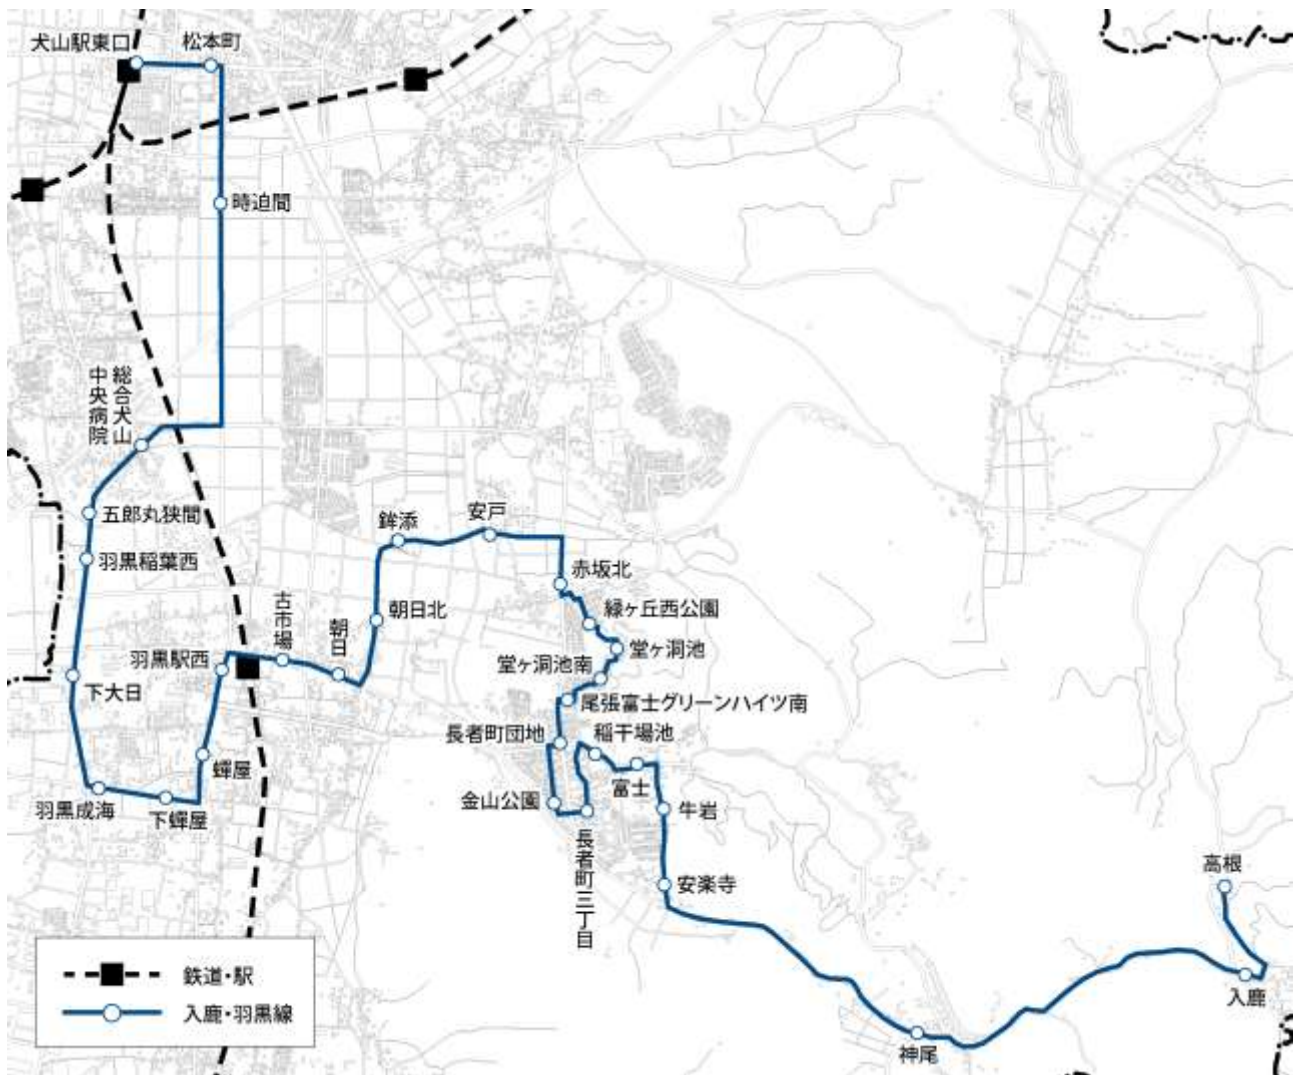 犬山駅東口
松本町
時迫間
総合犬山
中央病院
五郎丸狭間
羽黒稲葉西
下大日
羽黒成海
下蟬屋
蟬屋
羽黒駅西
古市場
朝日
朝日北
鉾添
安戸
赤坂北
緑ヶ丘西公園
堂ヶ洞池
堂ヶ洞池南
尾張富士グリーンハイツ南
長者町団地
金山公園
長者町三丁目
稲干場池
富士
牛岩
安楽寺
神尾
入鹿
高根
鉄道・駅
入鹿・羽黒線